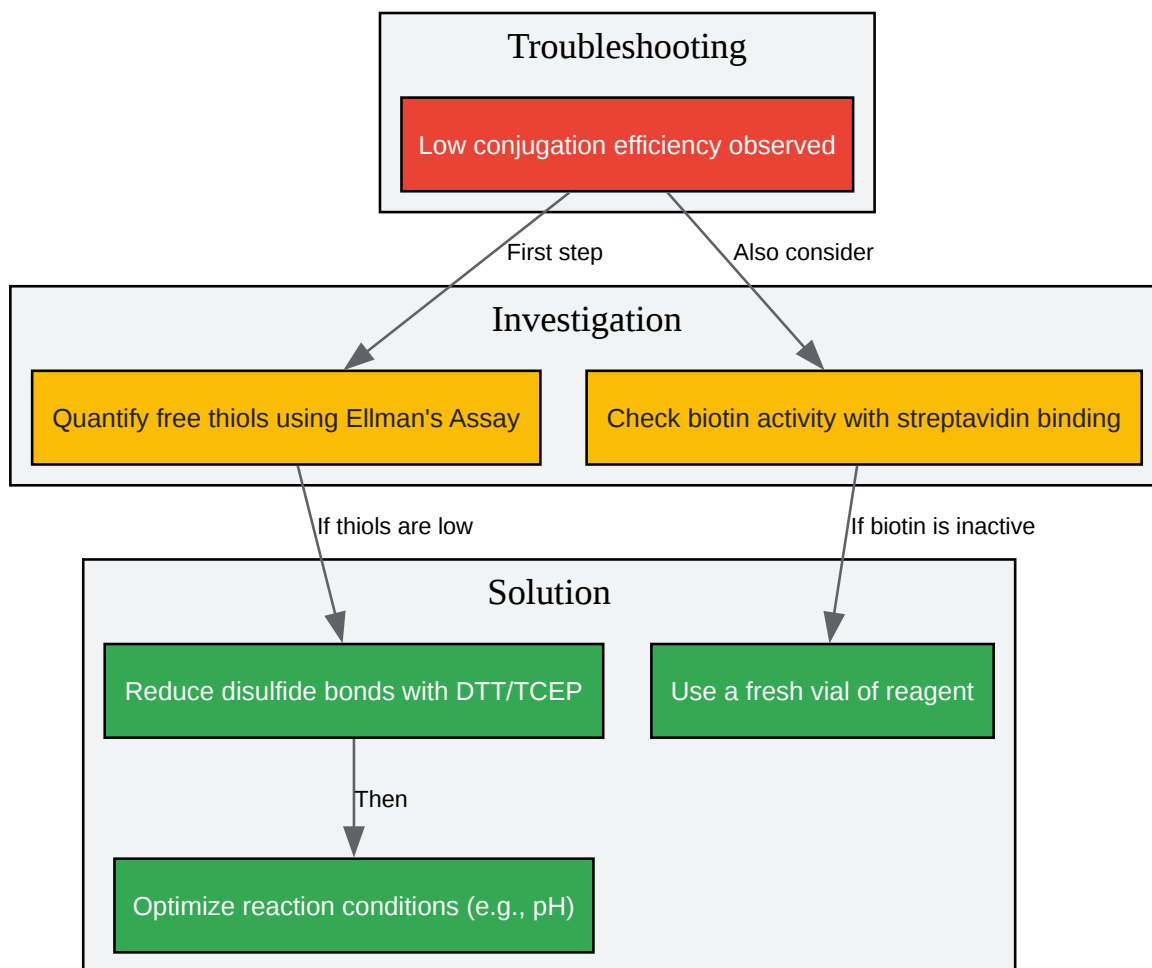 Troubleshooting
Low conjugation efficiency observed
First step
Also consider
Investigation
Quantify free thiols using Ellman's Assay
Check biotin activity with streptavidin binding
If thiols are low
If biotin is inactive
Solution
Reduce disulfide bonds with DTT/TCEP
Use a fresh vial of reagent
Then
Optimize reaction conditions (e.g., pH)